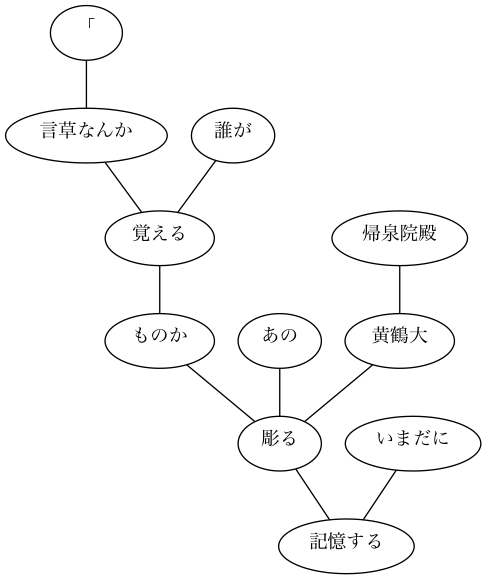 「
言草なんか
誰が
覚える
帰泉院殿
ものか
あの
黄鶴大
彫る
いまだに
記憶する